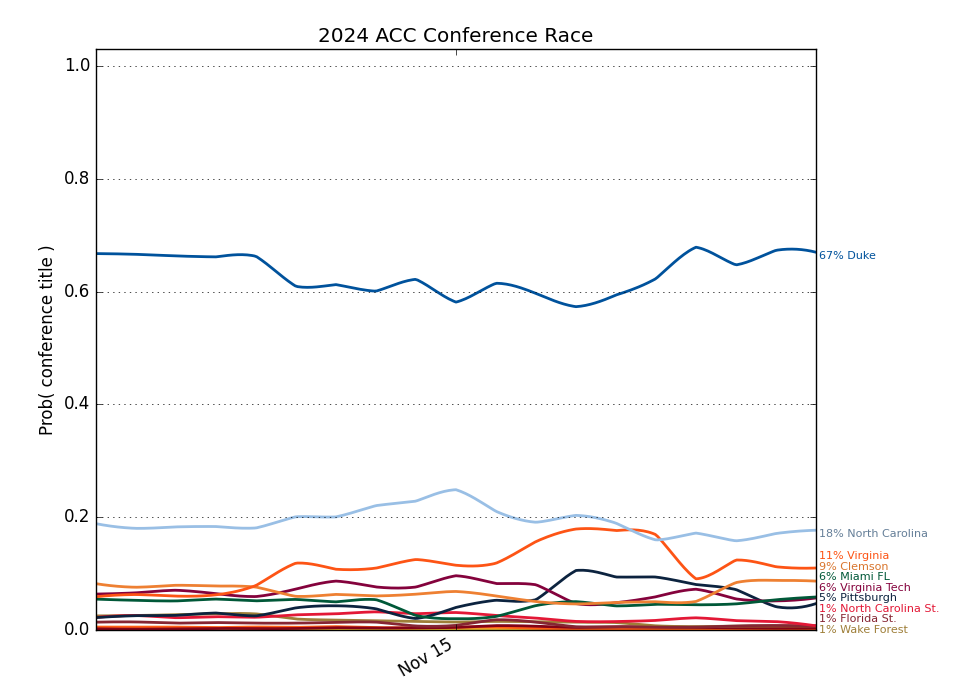 2024 ACC Conference Race
Prob( conference title )
1.0
0.8
0.6
0.4
0.2
0.0
Nov 15
67% Duke
18% North Carolina
11% Virginia
9% Clemson
6% Miami FL
6% Virginia Tech
5% Pittsburgh
1% North Carolina St.
1% Florida St.
1% Wake Forest